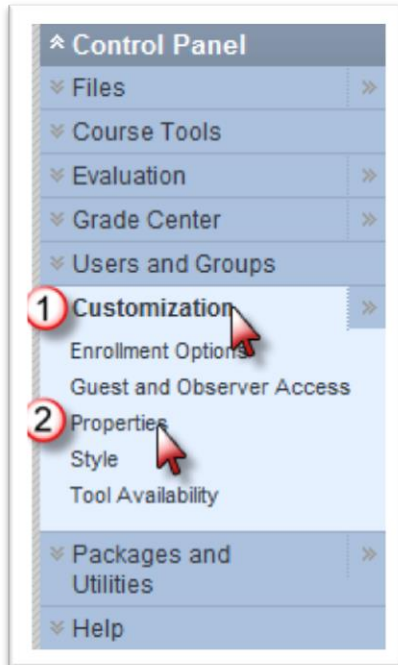 Control Panel
Files
Course Tools
Evaluation
Grade Center
Users and Groups
1 Customization
Enrollment Options
Guest and Observer Access
2 Properties
Style
Tool Availability
Packages and
Utilities
Help